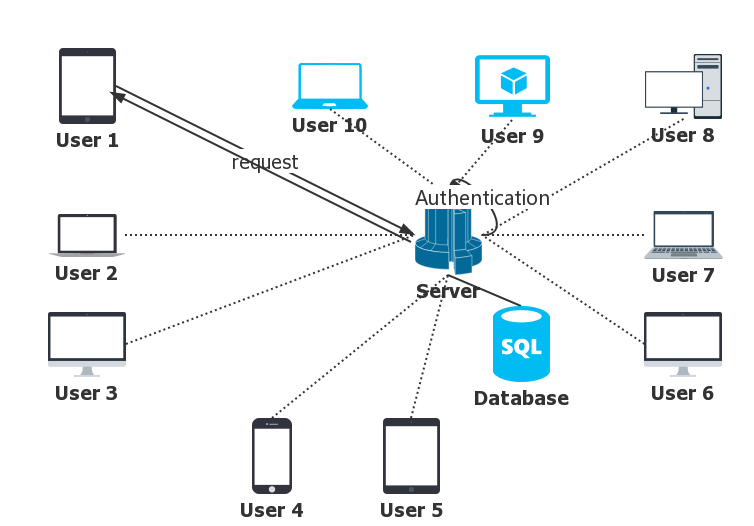 User 1
User 10
User 9
User 8
request
Authentication
User 2
Server
User 7
SQL
User 3
Database
User 6
User 4
User 5